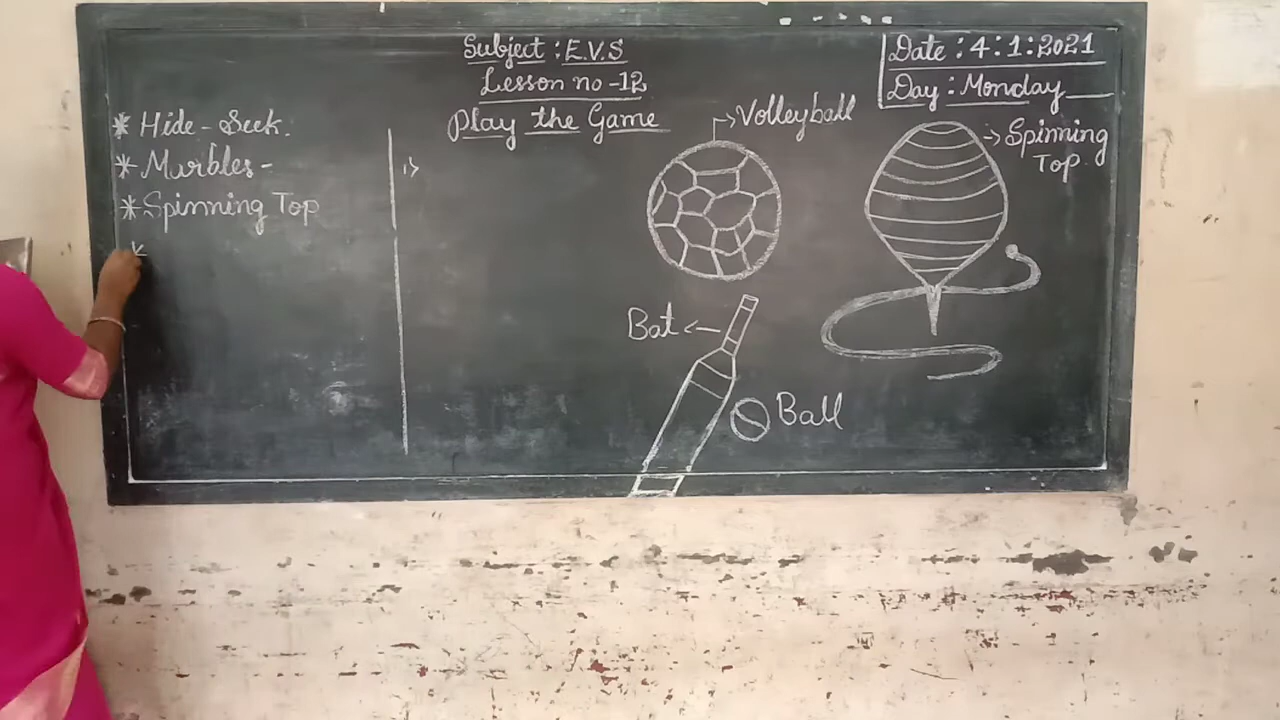 Subject : E.V.S
Lesson no -12
Play the Game
Date : 4:1:2021
Day : Monday
* Hide - Seek.
* Marbles -
* Spinning Top
*
1>
Volleyball
Spinning
Top.
Bat
Ball